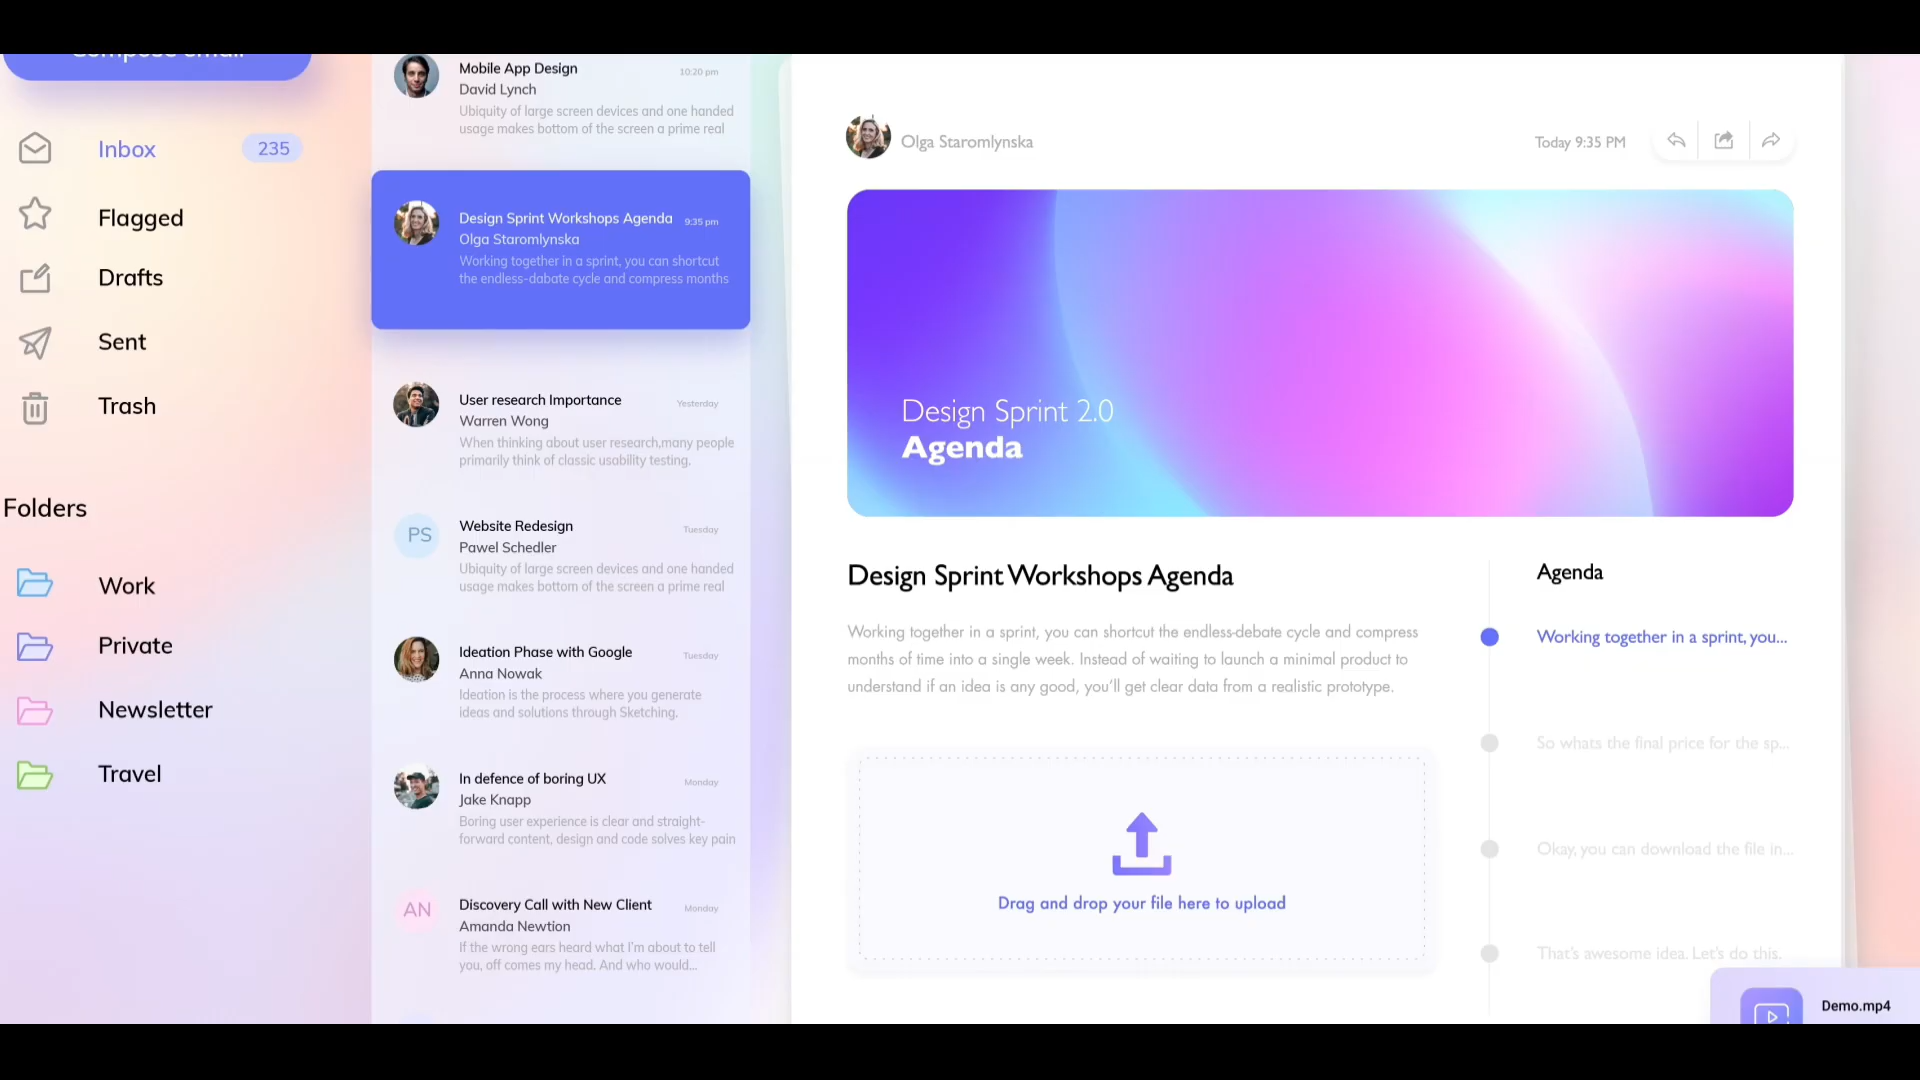 Compose email
Inbox
235
Flagged
Drafts
Sent
Trash
Folders
Work
Private
Newsletter
Travel
Mobile App Design
10:20 pm
David Lynch
Ubiquity of large screen devices and one handed
usage makes bottom of the screen a prime real
Design Sprint Workshops Agenda
9:35 pm
Olga Staromlynska
Working together in a sprint, you can shortcut
the endless-dabate cycle and compress months
User research Importance
Yesterday
Warren Wong
When thinking about user research,many people
primarily think of classic usability testing.
PS
Website Redesign
Tuesday
Pawel Schedler
Ubiquity of large screen devices and one handed
usage makes bottom of the screen a prime real
Ideation Phase with Google
Tuesday
Anna Nowak
Ideation is the process where you generate
ideas and solutions through Sketching.
In defence of boring UX
Monday
Jake Knapp
Boring user experience is clear and straight-
forward content, design and code solves key pain
AN
Discovery Call with New Client
Monday
Amanda Newtion
If the wrong ears heard what I'm about to tell
you, off comes my head. And who would...
Olga Staromlynska
Today 9:35 PM
Design Sprint 2.0
Agenda
Design Sprint Workshops Agenda
Working together in a sprint, you can shortcut the endless-debate cycle and compress
months of time into a single week. Instead of waiting to launch a minimal product to
understand if an idea is any good, you'll get clear data from a realistic prototype.
Drag and drop your file here to upload
Agenda
Working together in a sprint, you...
So whats the final price for the sp...
Okay, you can download the file in...
That's awesome idea. Let's do this.
Demo.mp4